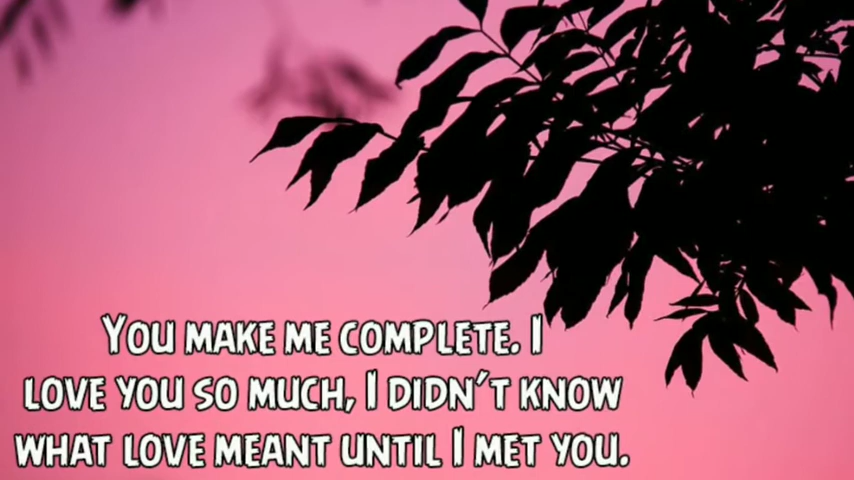 You make me complete. I
love you so much, I didn't know
what love meant until I met you.